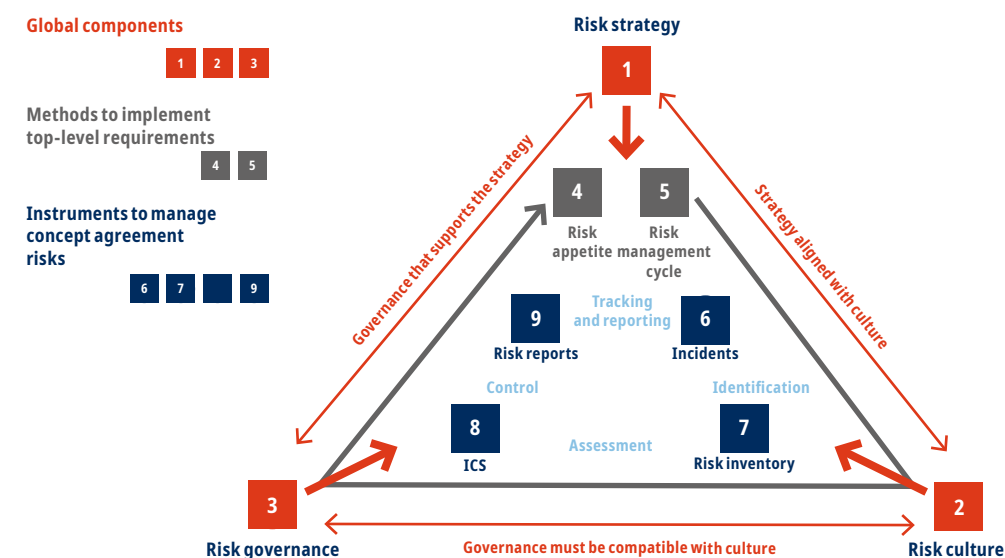 Global components
1 2 3
Methods to implement
top-level requirements
4 5
Instruments to manage
concept agreement
risks
6 7 9
Risk strategy
1
Governance that supports the strategy
Strategy aligned with culture
4 5
Risk
appetite
Risk
management
cycle
Tracking
and reporting
9
Risk reports
6
Incidents
Control
Identification
8
ICS
Assessment
7
Risk inventory
3
Risk governance
Governance must be compatible with culture
2
Risk culture